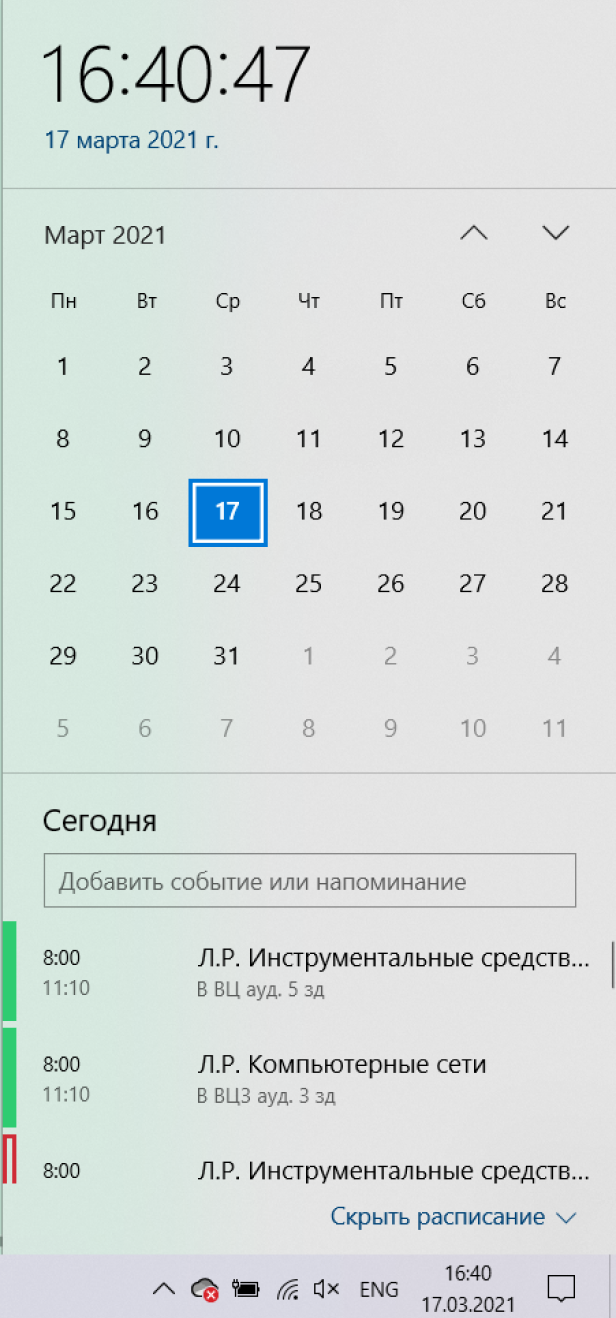 16:40:47
17 марта 2021 г.
Март 2021
Пн Вт Ср Чт Пт Сб Вс
1 2 3 4 5 6 7
8 9 10 11 12 13 14
15 16 17 18 19 20 21
22 23 24 25 26 27 28
29 30 31 1 2 3 4
5 6 7 8 9 10 11
Сегодня
Добавить событие или напоминание
8:00 Л.Р. Инструментальные средств...
11:10 В ВЦ ауд. 5 зд
8:00 Л.Р. Компьютерные сети
11:10 В ВЦ3 ауд. 3 зд
8:00 Л.Р. Инструментальные средств...
Скрыть расписание
ENG
16:40
17.03.2021